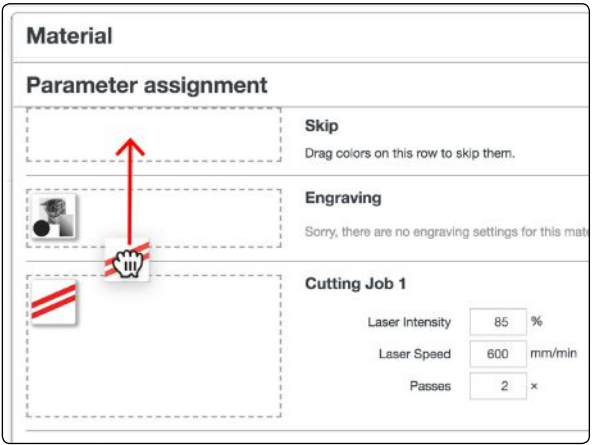 Material
Parameter assignment
Skip
Drag colors on this row to skip them.
Engraving
Sorry, there are no engraving settings for this mate
Cutting Job 1
Laser Intensity 85 %
Laser Speed 600 mm/min
Passes 2 ×